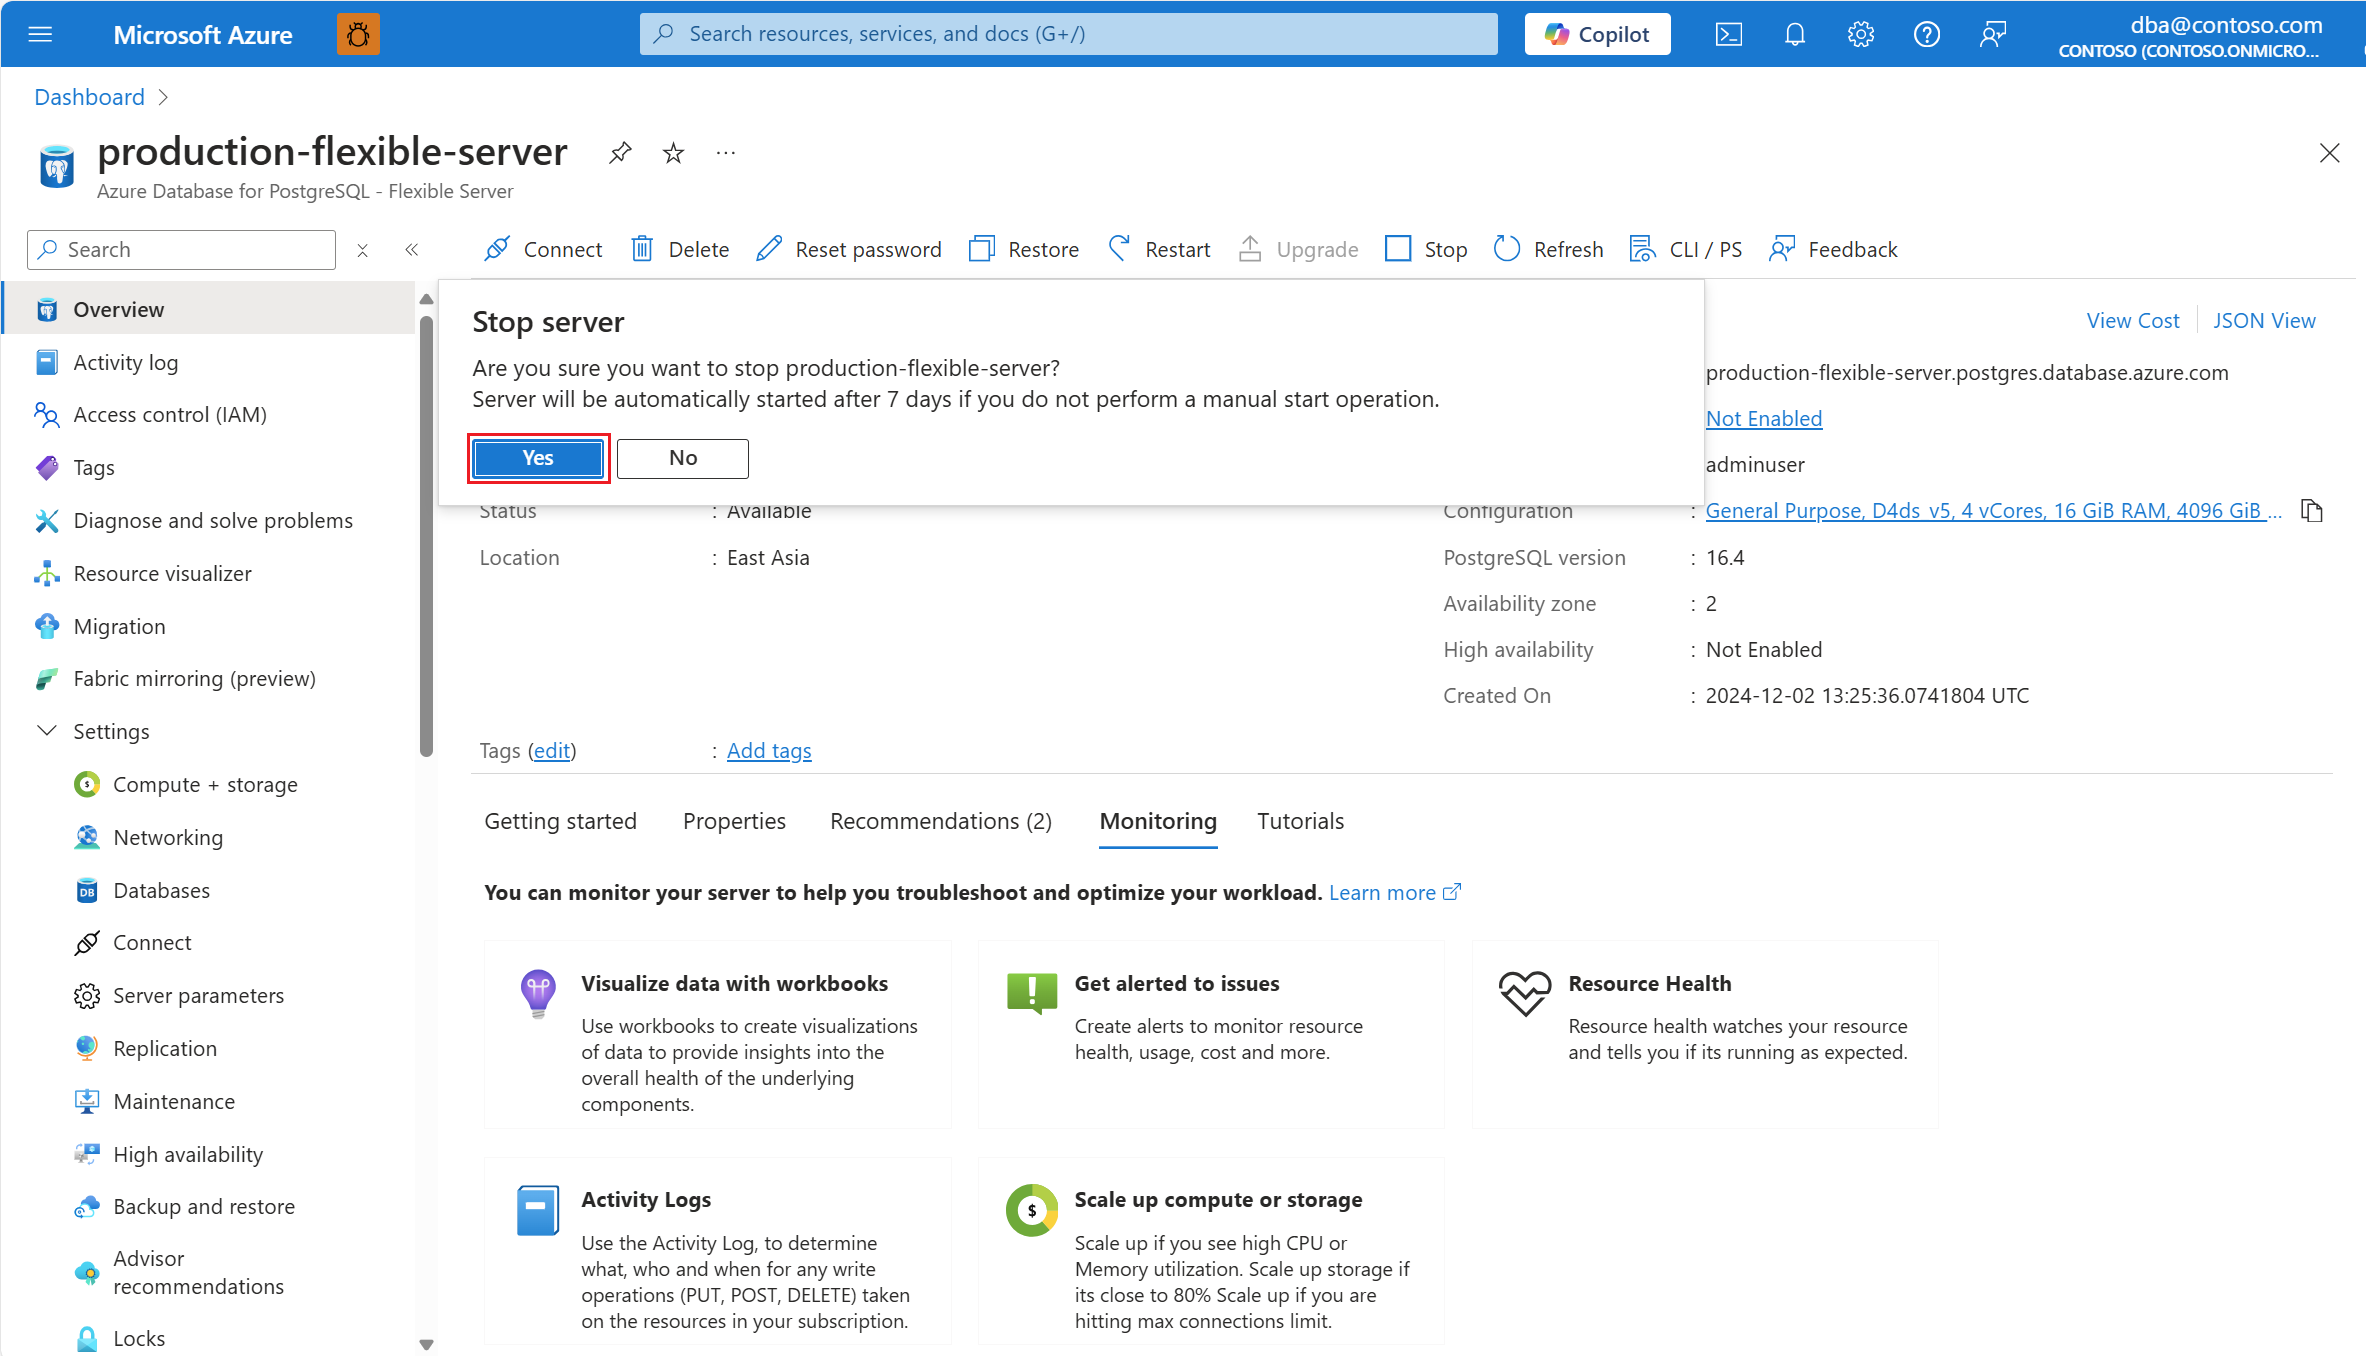 Microsoft Azure
Search resources, services, and docs (G+/)
Copilot
dba@contoso.com
CONTOSO (CONTOSO.ONMICRO...
Dashboard
production-flexible-server
Azure Database for PostgreSQL - Flexible Server
Search
Connect
Delete
Reset password
Restore
Restart
Upgrade
Stop
Refresh
CLI / PS
Feedback
Overview
Activity log
Access control (IAM)
Tags
Diagnose and solve problems
Resource visualizer
Migration
Fabric mirroring (preview)
Settings
Compute + storage
Networking
Databases
Connect
Server parameters
Replication
Maintenance
High availability
Backup and restore
Advisor
recommendations
Locks
Stop server
Are you sure you want to stop production-flexible-server?
Server will be automatically started after 7 days if you do not perform a manual start operation.
Yes
No
View Cost
JSON View
production-flexible-server.postgres.database.azure.com
Not Enabled
adminuser
Status : Available
Configuration : General Purpose, D4ds_v5, 4 vCores, 16 GiB RAM, 4096 GiB ...
Location : East Asia
PostgreSQL version : 16.4
Availability zone : 2
High availability : Not Enabled
Created On : 2024-12-02 13:25:36.0741804 UTC
Tags (edit) : Add tags
Getting started
Properties
Recommendations (2)
Monitoring
Tutorials
You can monitor your server to help you troubleshoot and optimize your workload. Learn more
Visualize data with workbooks
Use workbooks to create visualizations
of data to provide insights into the
overall health of the underlying
components.
Get alerted to issues
Create alerts to monitor resource
health, usage, cost and more.
Resource Health
Resource health watches your resource
and tells you if its running as expected.
Activity Logs
Use the Activity Log, to determine
what, who and when for any write
operations (PUT, POST, DELETE) taken
on the resources in your subscription.
Scale up compute or storage
Scale up if you see high CPU or
Memory utilization. Scale up storage if
its close to 80% Scale up if you are
hitting max connections limit.